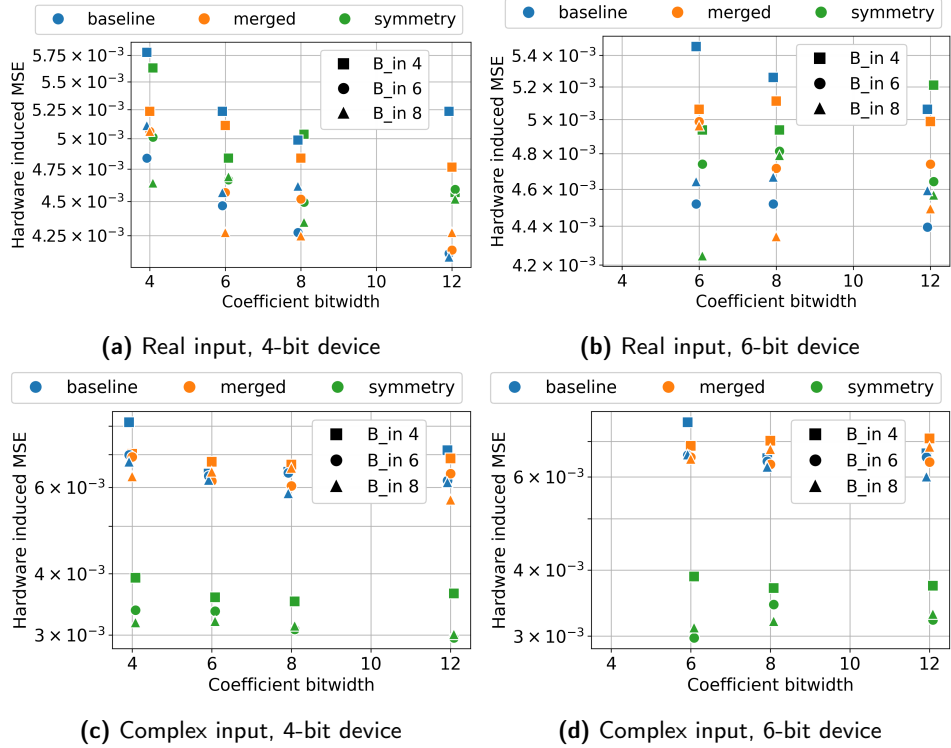 baseline merged symmetry
B_in 4
B_in 6
B_in 8
Hardware induced MSE
5.75 × 10⁻³
5.5 × 10⁻³
5.25 × 10⁻³
5 × 10⁻³
4.75 × 10⁻³
4.5 × 10⁻³
4.25 × 10⁻³
4 6 8 10 12
Coefficient bitwidth
(a) Real input, 4-bit device
baseline merged symmetry
B_in 4
B_in 6
B_in 8
Hardware induced MSE
5.4 × 10⁻³
5.2 × 10⁻³
5 × 10⁻³
4.8 × 10⁻³
4.6 × 10⁻³
4.4 × 10⁻³
4.2 × 10⁻³
4 6 8 10 12
Coefficient bitwidth
(b) Real input, 6-bit device
baseline merged symmetry
B_in 4
B_in 6
B_in 8
Hardware induced MSE
6 × 10⁻³
4 × 10⁻³
3 × 10⁻³
4 6 8 10 12
Coefficient bitwidth
(c) Complex input, 4-bit device
baseline merged symmetry
B_in 4
B_in 6
B_in 8
Hardware induced MSE
6 × 10⁻³
4 × 10⁻³
3 × 10⁻³
4 6 8 10 12
Coefficient bitwidth
(d) Complex input, 6-bit device